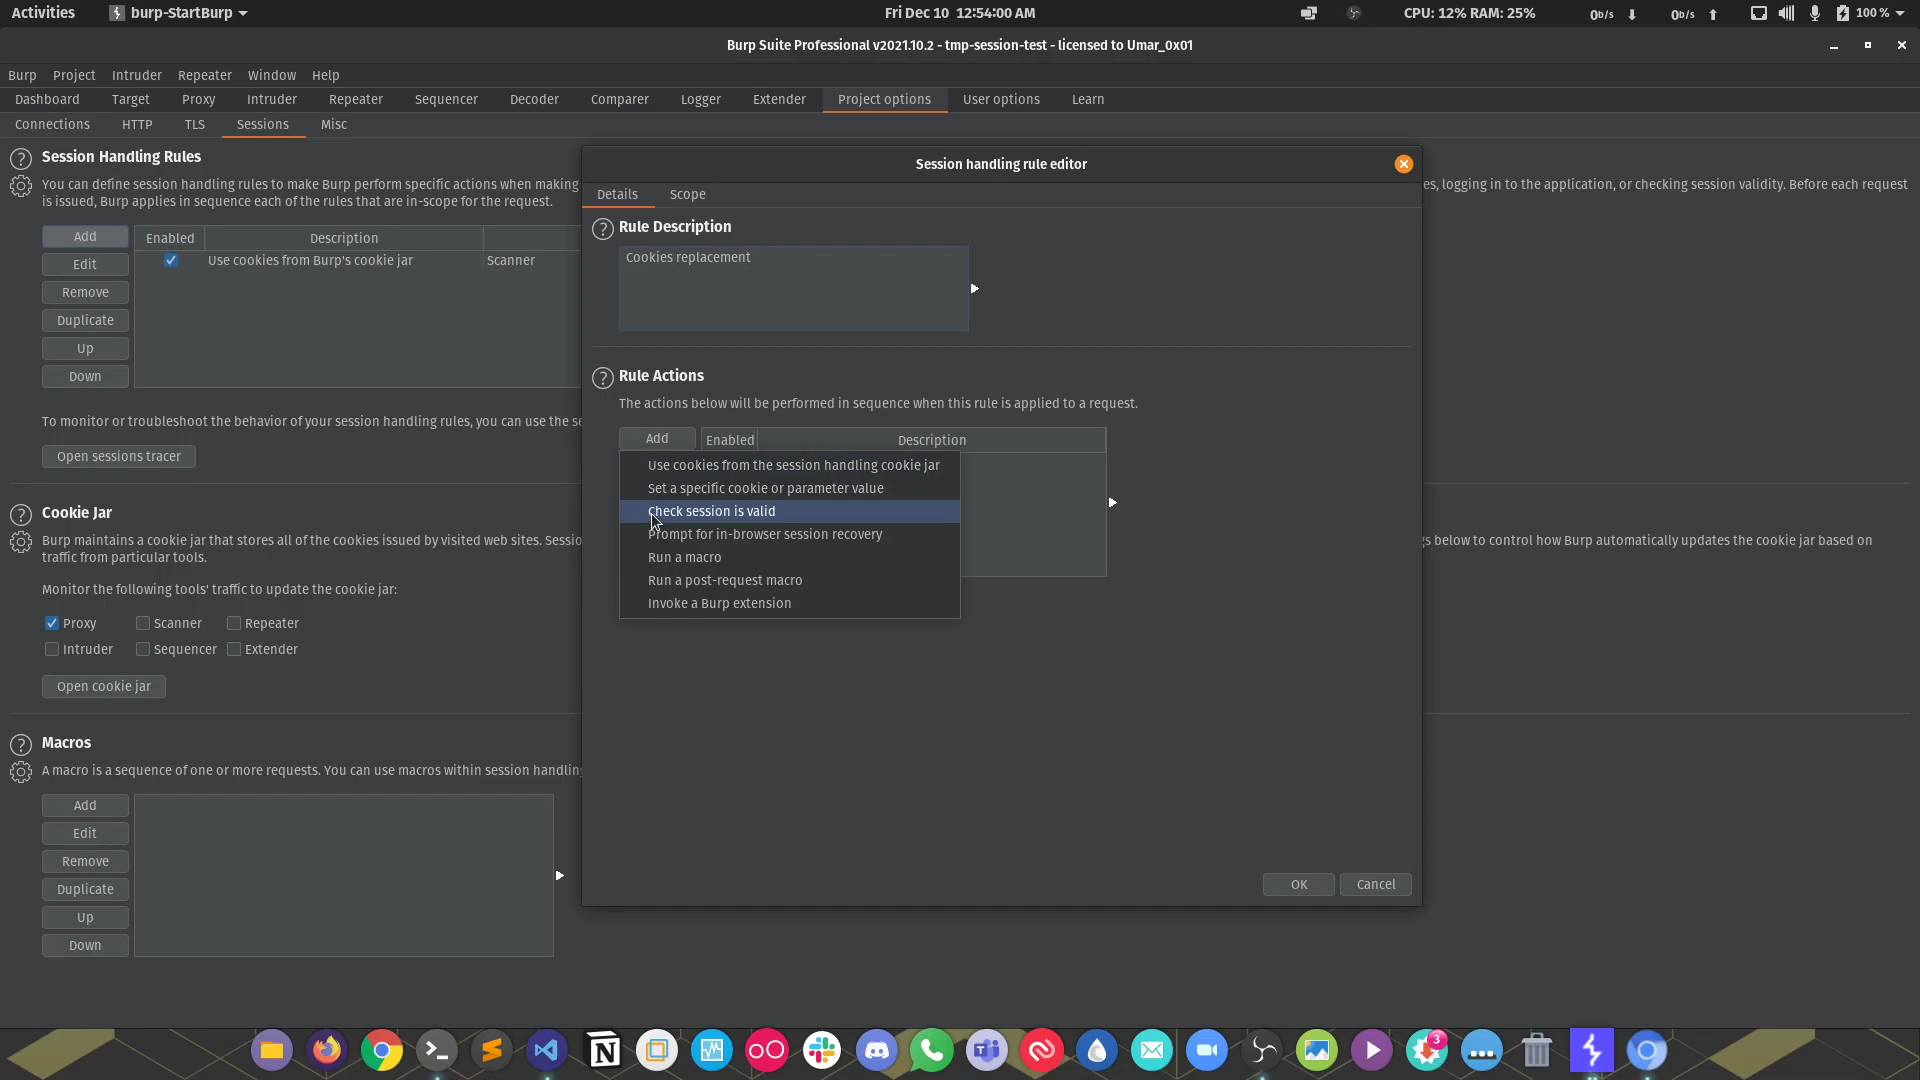 Activities
burp-StartBurp
Fri Dec 10 12:54:00 AM
CPU: 12% RAM: 25%
0b/s
0b/s
100 %
Burp Suite Professional v2021.10.2 - tmp-session-test - licensed to Umar_0x01
Burp Project Intruder Repeater Window Help
Dashboard Target Proxy Intruder Repeater Sequencer Decoder Comparer Logger Extender Project options User options Learn
Connections HTTP TLS Sessions Misc
Session Handling Rules
You can define session handling rules to make Burp perform specific actions when making
es, logging in to the application, or checking session validity. Before each request
is issued, Burp applies in sequence each of the rules that are in-scope for the request.
Add
Edit
Remove
Duplicate
Up
Down
Enabled Description
Use cookies from Burp's cookie jar Scanner
To monitor or troubleshoot the behavior of your session handling rules, you can use the se
Open sessions tracer
Cookie Jar
Burp maintains a cookie jar that stores all of the cookies issued by visited web sites. Sessio
gs below to control how Burp automatically updates the cookie jar based on
traffic from particular tools.
Monitor the following tools' traffic to update the cookie jar:
Proxy Scanner Repeater
Intruder Sequencer Extender
Open cookie jar
Macros
A macro is a sequence of one or more requests. You can use macros within session handlin
Add
Edit
Remove
Duplicate
Up
Down
Session handling rule editor
Details Scope
Rule Description
Cookies replacement
Rule Actions
The actions below will be performed in sequence when this rule is applied to a request.
Add
Enabled Description
Use cookies from the session handling cookie jar
Set a specific cookie or parameter value
Check session is valid
Prompt for in-browser session recovery
Run a macro
Run a post-request macro
Invoke a Burp extension
OK
Cancel
3